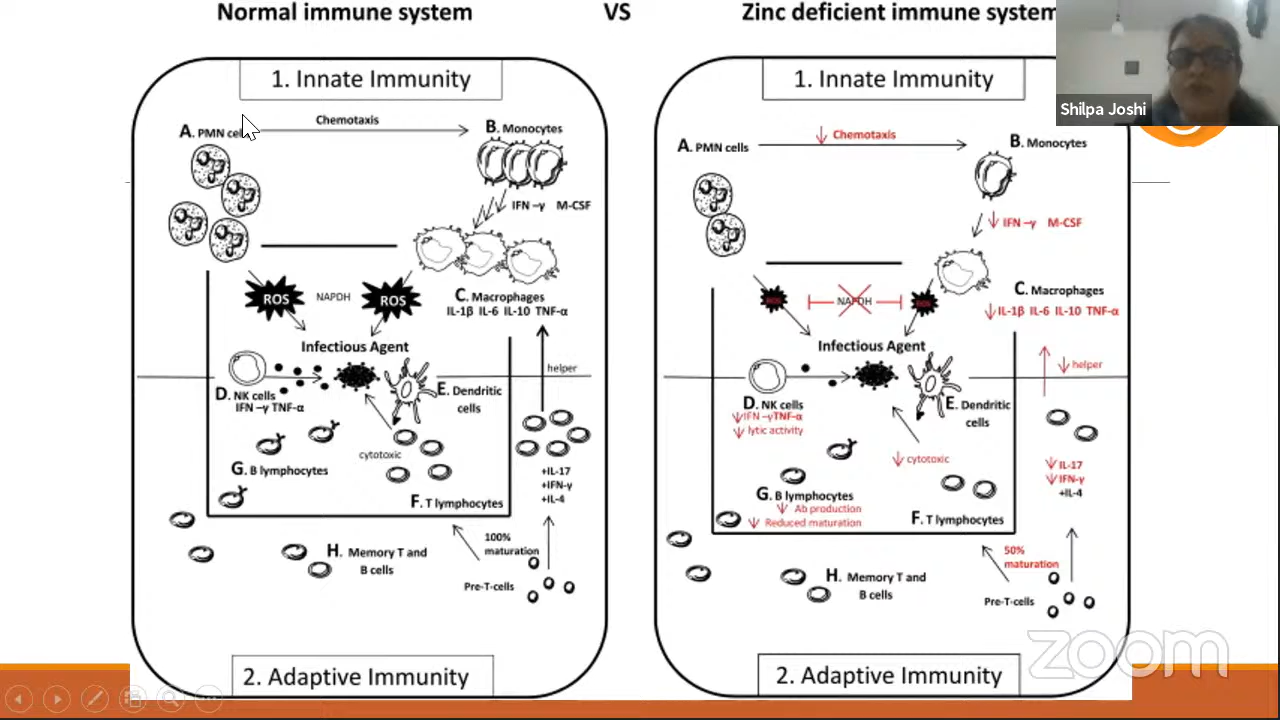 Normal immune system
VS
Zinc deficient immune system
Shilpa Joshi
1. Innate Immunity
A. PMN cells
Chemotaxis
B. Monocytes
IFN –γ M-CSF
ROS
NAPDH
ROS
C. Macrophages
IL-1β IL-6 IL-10 TNF-α
Infectious Agent
helper
D. NK cells
IFN –γ TNF-α
E. Dendritic
cells
cytotoxic
G. B lymphocytes
+IL-17
+IFN-γ
+IL-4
F. T lymphocytes
100%
maturation
H. Memory T and
B cells
Pre-T-cells
2. Adaptive Immunity
1. Innate Immunity
A. PMN cells
Chemotaxis
B. Monocytes
IFN –γ M-CSF
ROS
NAPDH
ROS
C. Macrophages
IL-1β IL-6 IL-10 TNF-α
Infectious Agent
helper
D. NK cells
IFN –γTNF-α
lytic activity
E. Dendritic
cells
cytotoxic
IL-17
IFN-γ
+IL-4
G. B lymphocytes
Ab production
Reduced maturation
F. T lymphocytes
50%
maturation
H. Memory T and
B cells
Pre-T-cells
2. Adaptive Immunity
zoom